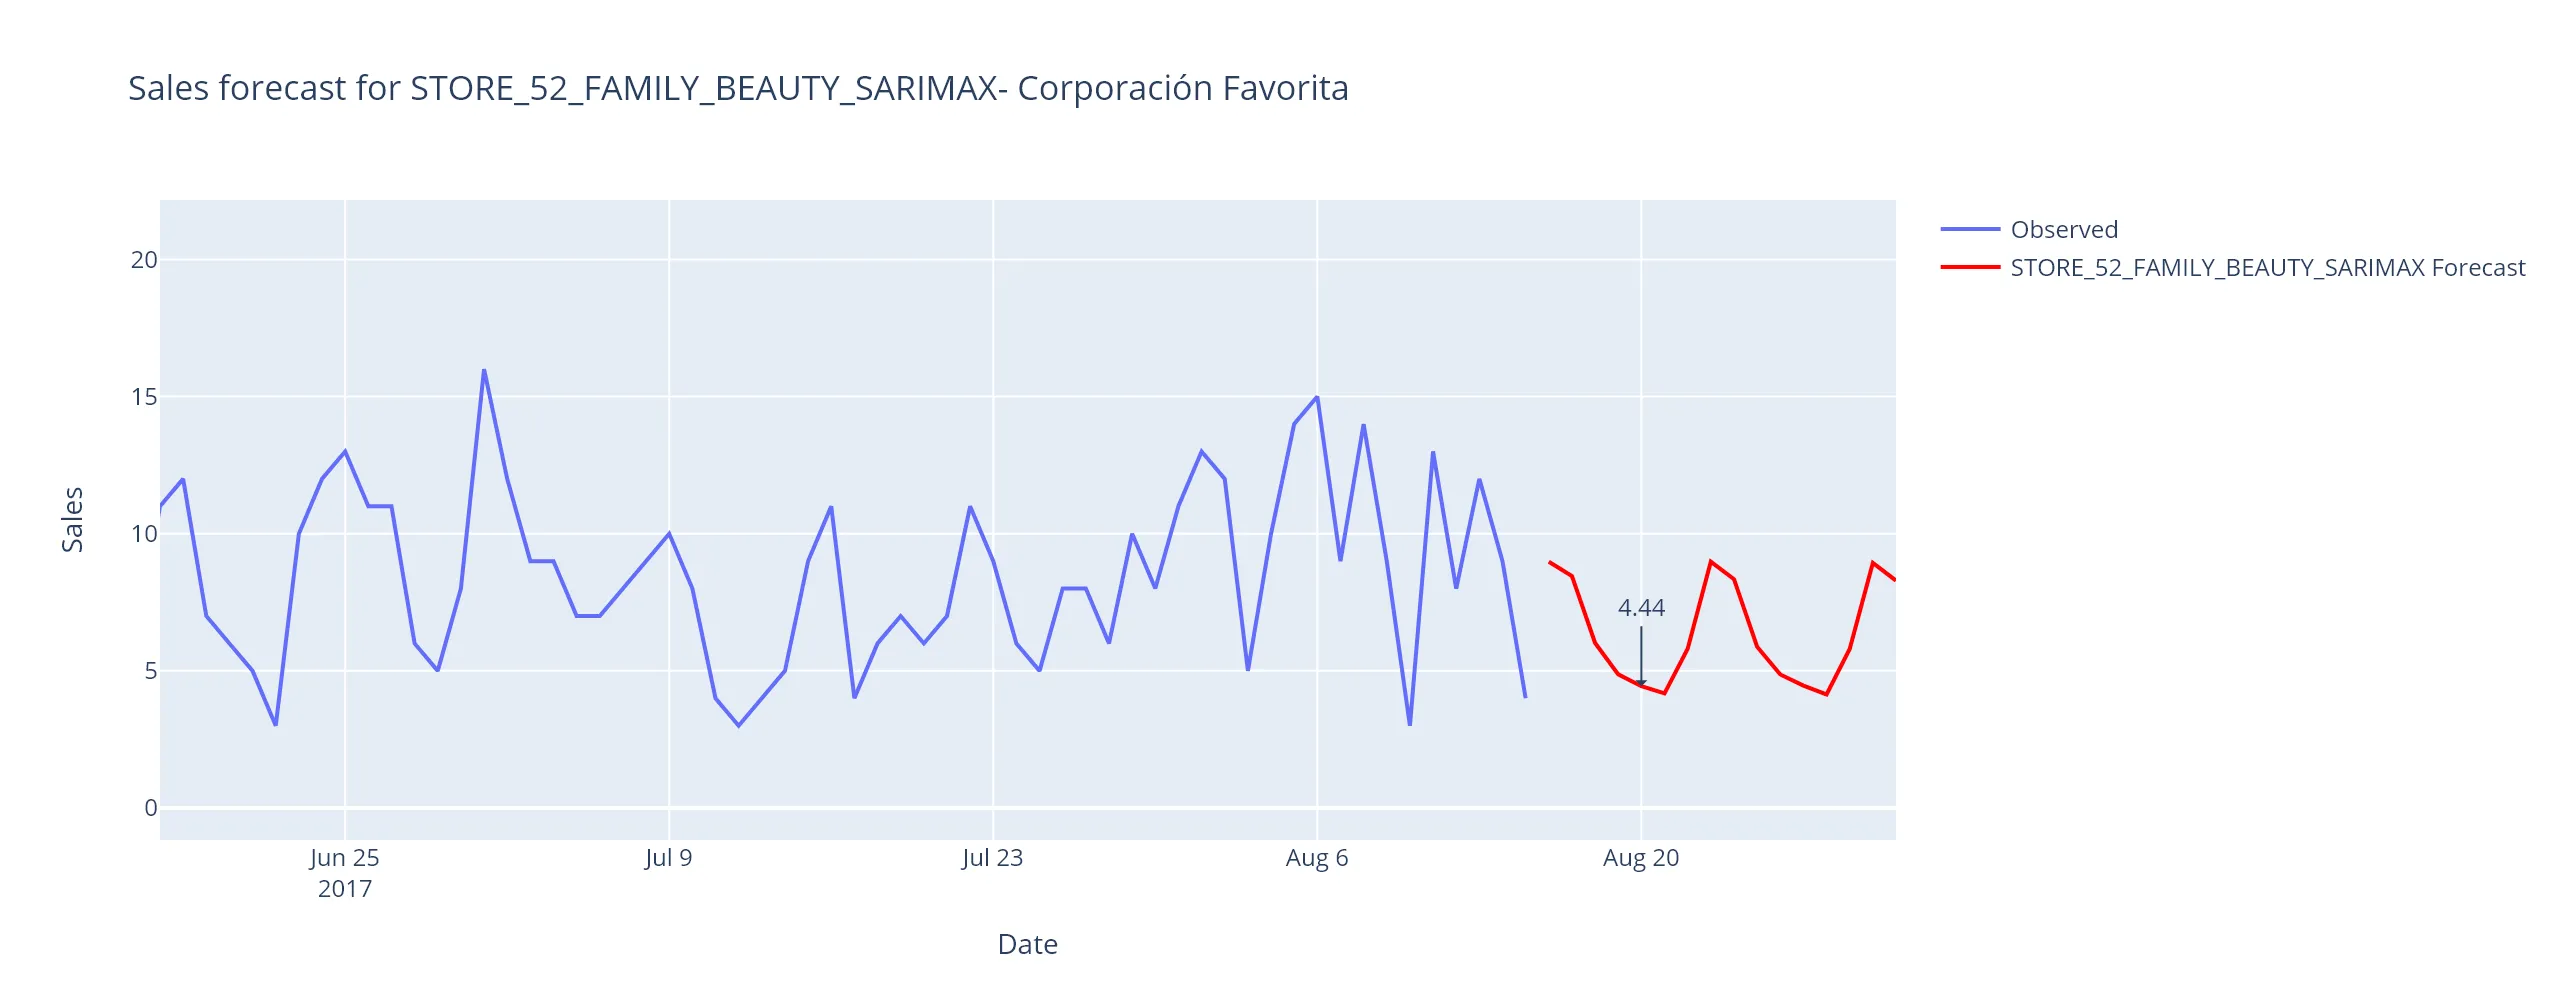 Sales forecast for STORE_52_FAMILY_BEAUTY_SARIMAX- Corporación Favorita
Observed
STORE_52_FAMILY_BEAUTY_SARIMAX Forecast
20
15
10
5
0
Sales
4.44
Jun 25
2017
Jul 9
Jul 23
Aug 6
Aug 20
Date